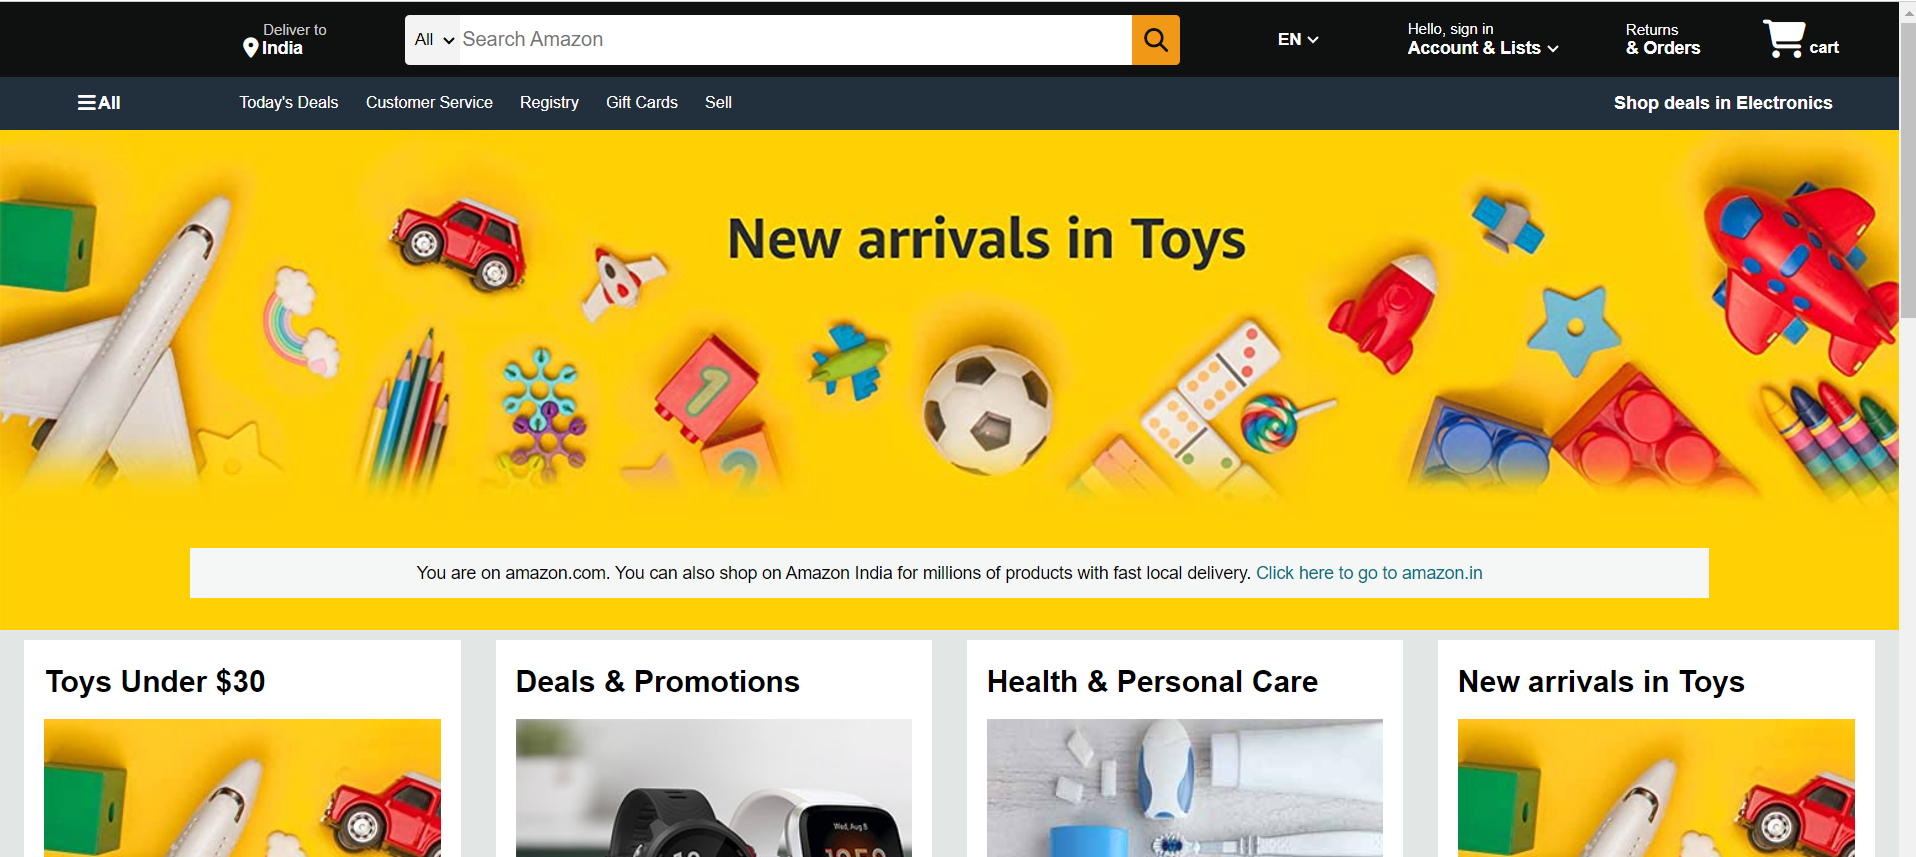 Deliver to
India
All
Search Amazon
EN
Hello, sign in
Account & Lists
Returns
& Orders
cart
All
Today's Deals
Customer Service
Registry
Gift Cards
Sell
Shop deals in Electronics
New arrivals in Toys
1
2
You are on amazon.com. You can also shop on Amazon India for millions of products with fast local delivery. Click here to go to amazon.in
Toys Under $30
Deals & Promotions
Health & Personal Care
New arrivals in Toys
Wed, Aug 8